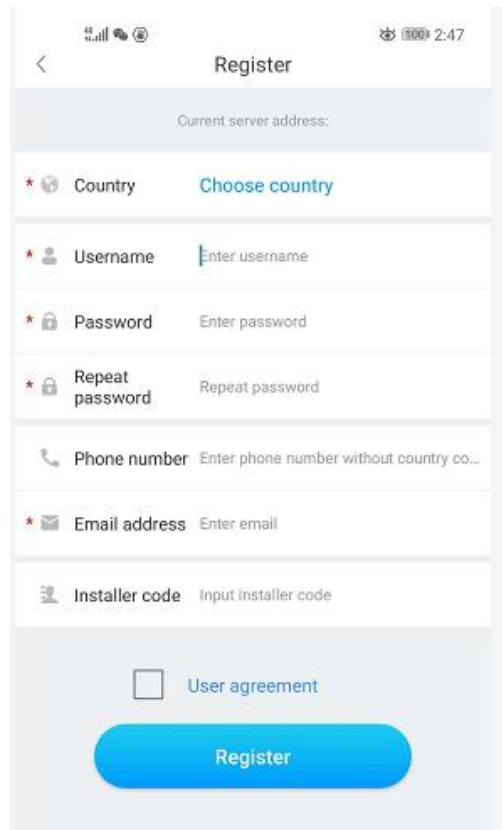 100 2:47
Register
Current server address:
* Country Choose country
* Username Enter username
* Password Enter password
* Repeat password Repeat password
Phone number Enter phone number without country co...
* Email address Enter email
Installer code Input installer code
User agreement
Register